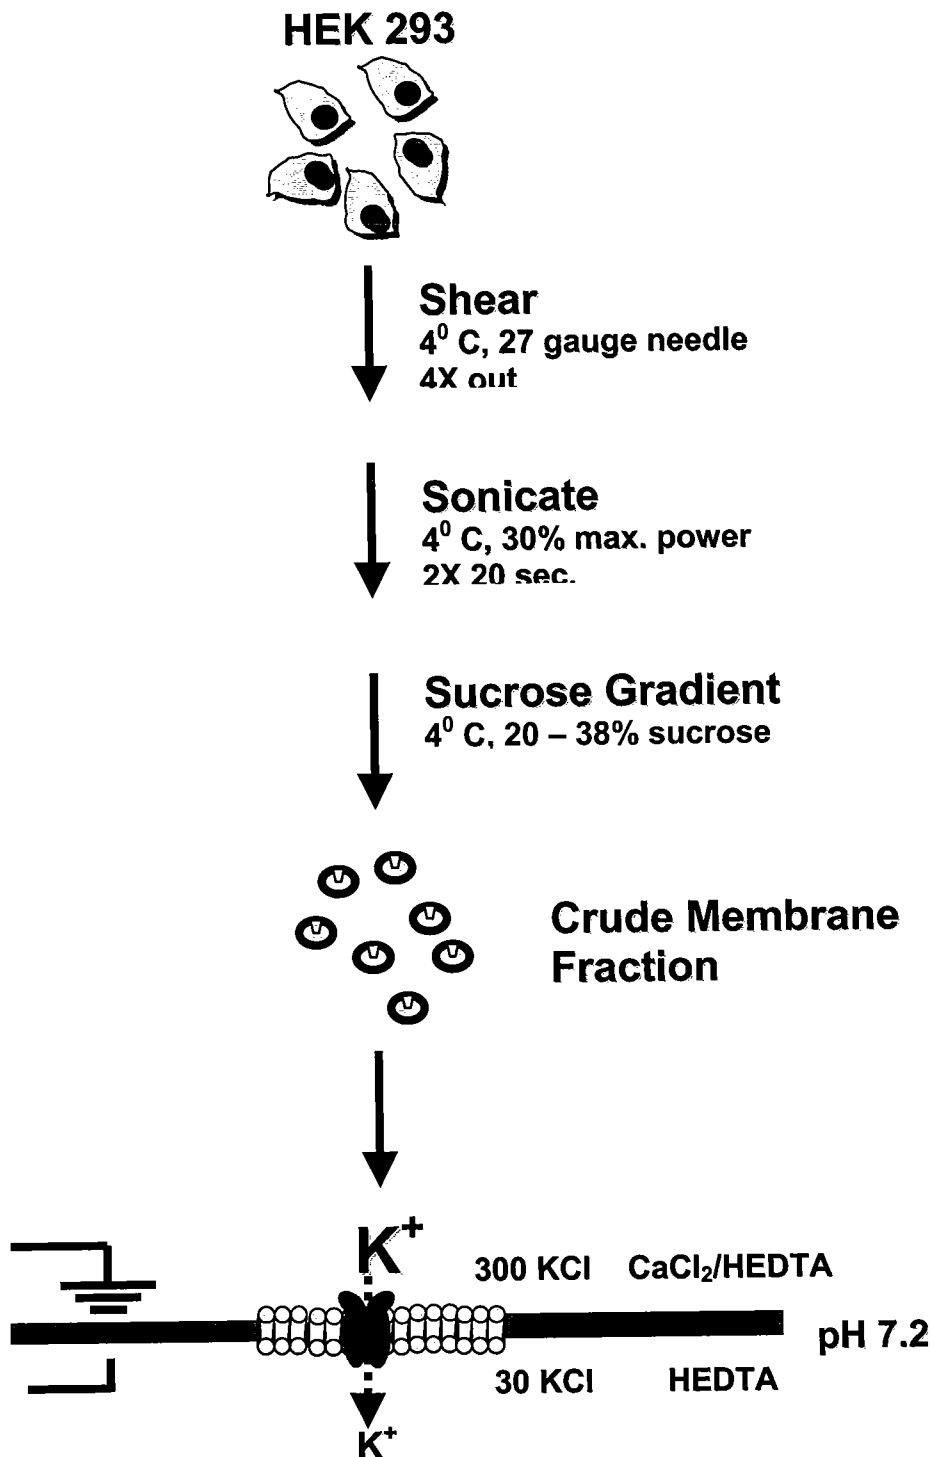 HEK 293
Shear
4⁰ C, 27 gauge needle
4X out
Sonicate
4⁰ C, 30% max. power
2X 20 sec.
Sucrose Gradient
4⁰ C, 20 – 38% sucrose
Crude Membrane
Fraction
K⁺
300 KCl CaCl₂/HEDTA
pH 7.2
30 KCl HEDTA
K⁺